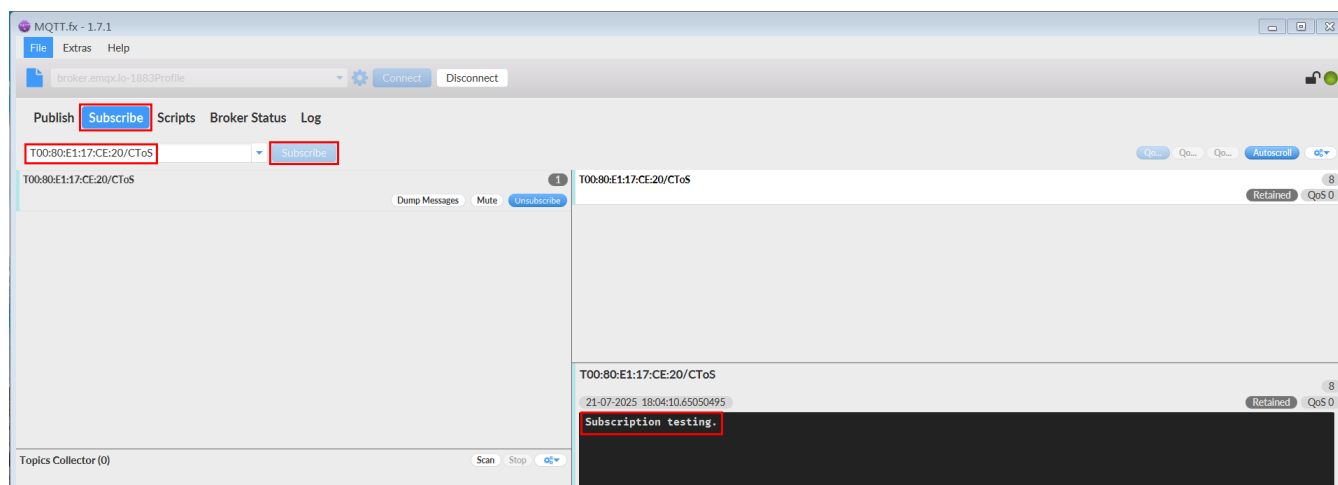 MQTT.fx - 1.7.1
File Extras Help
broker.emqx.io-1883Profile Connect Disconnect
Publish Subscribe Scripts Broker Status Log
T00:80:E1:17:CE:20/CToS Subscribe Qo... Qo... Qo... Autoscroll
T00:80:E1:17:CE:20/CToS 1
Dump Messages Mute Unsubscribe
T00:80:E1:17:CE:20/CToS 8
Retained QoS 0
T00:80:E1:17:CE:20/CToS
8
21-07-2025 18:04:10.65050495 Retained QoS 0
Subscription testing.
Topics Collector (0) Scan Stop